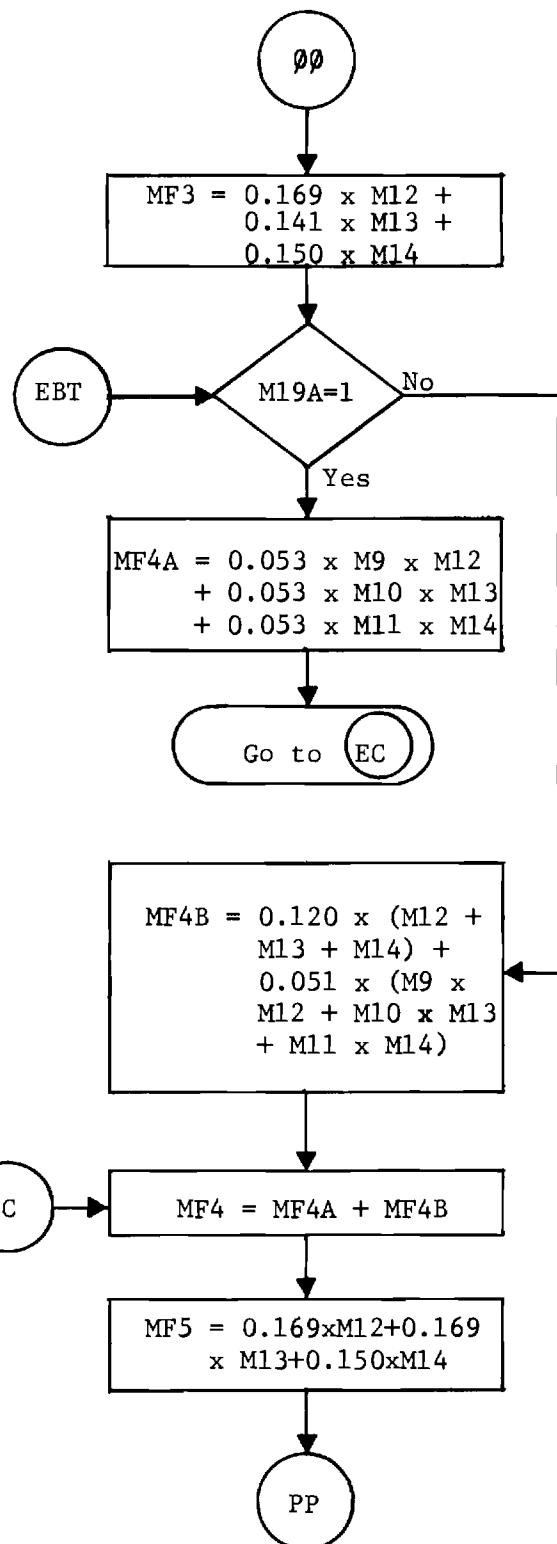 ØØ
MF3 = 0.169 x M12 +
0.141 x M13 +
0.150 x M14
EBT
M19A=1
No
Yes
MF4A = 0.053 x M9 x M12
+ 0.053 x M10 x M13
+ 0.053 x M11 x M14
Go to EC
MF4B = 0.120 x (M12 +
M13 + M14) +
0.051 x (M9 x
M12 + M10 x M13
+ M11 x M14)
C
MF4 = MF4A + MF4B
MF5 = 0.169xM12+0.169
x M13+0.150xM14
PP